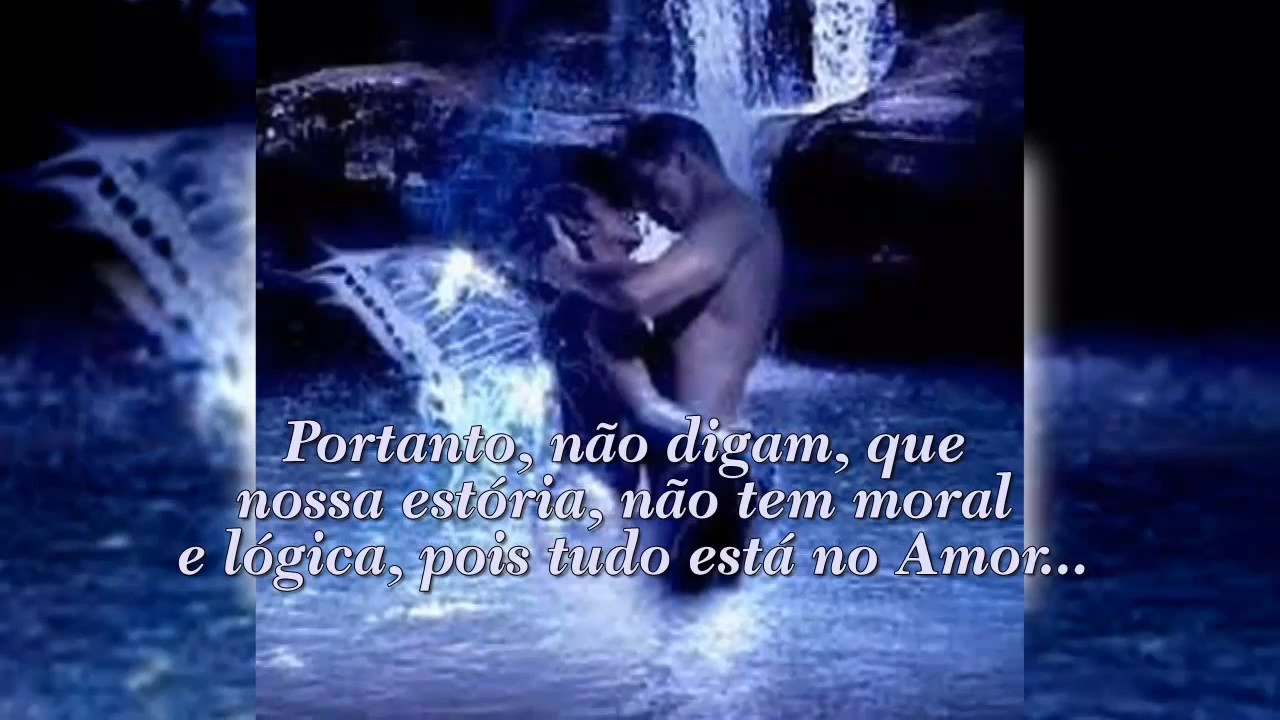 Portanto, não digam, que
nossa estória, não tem moral
e lógica, pois tudo está no Amor...